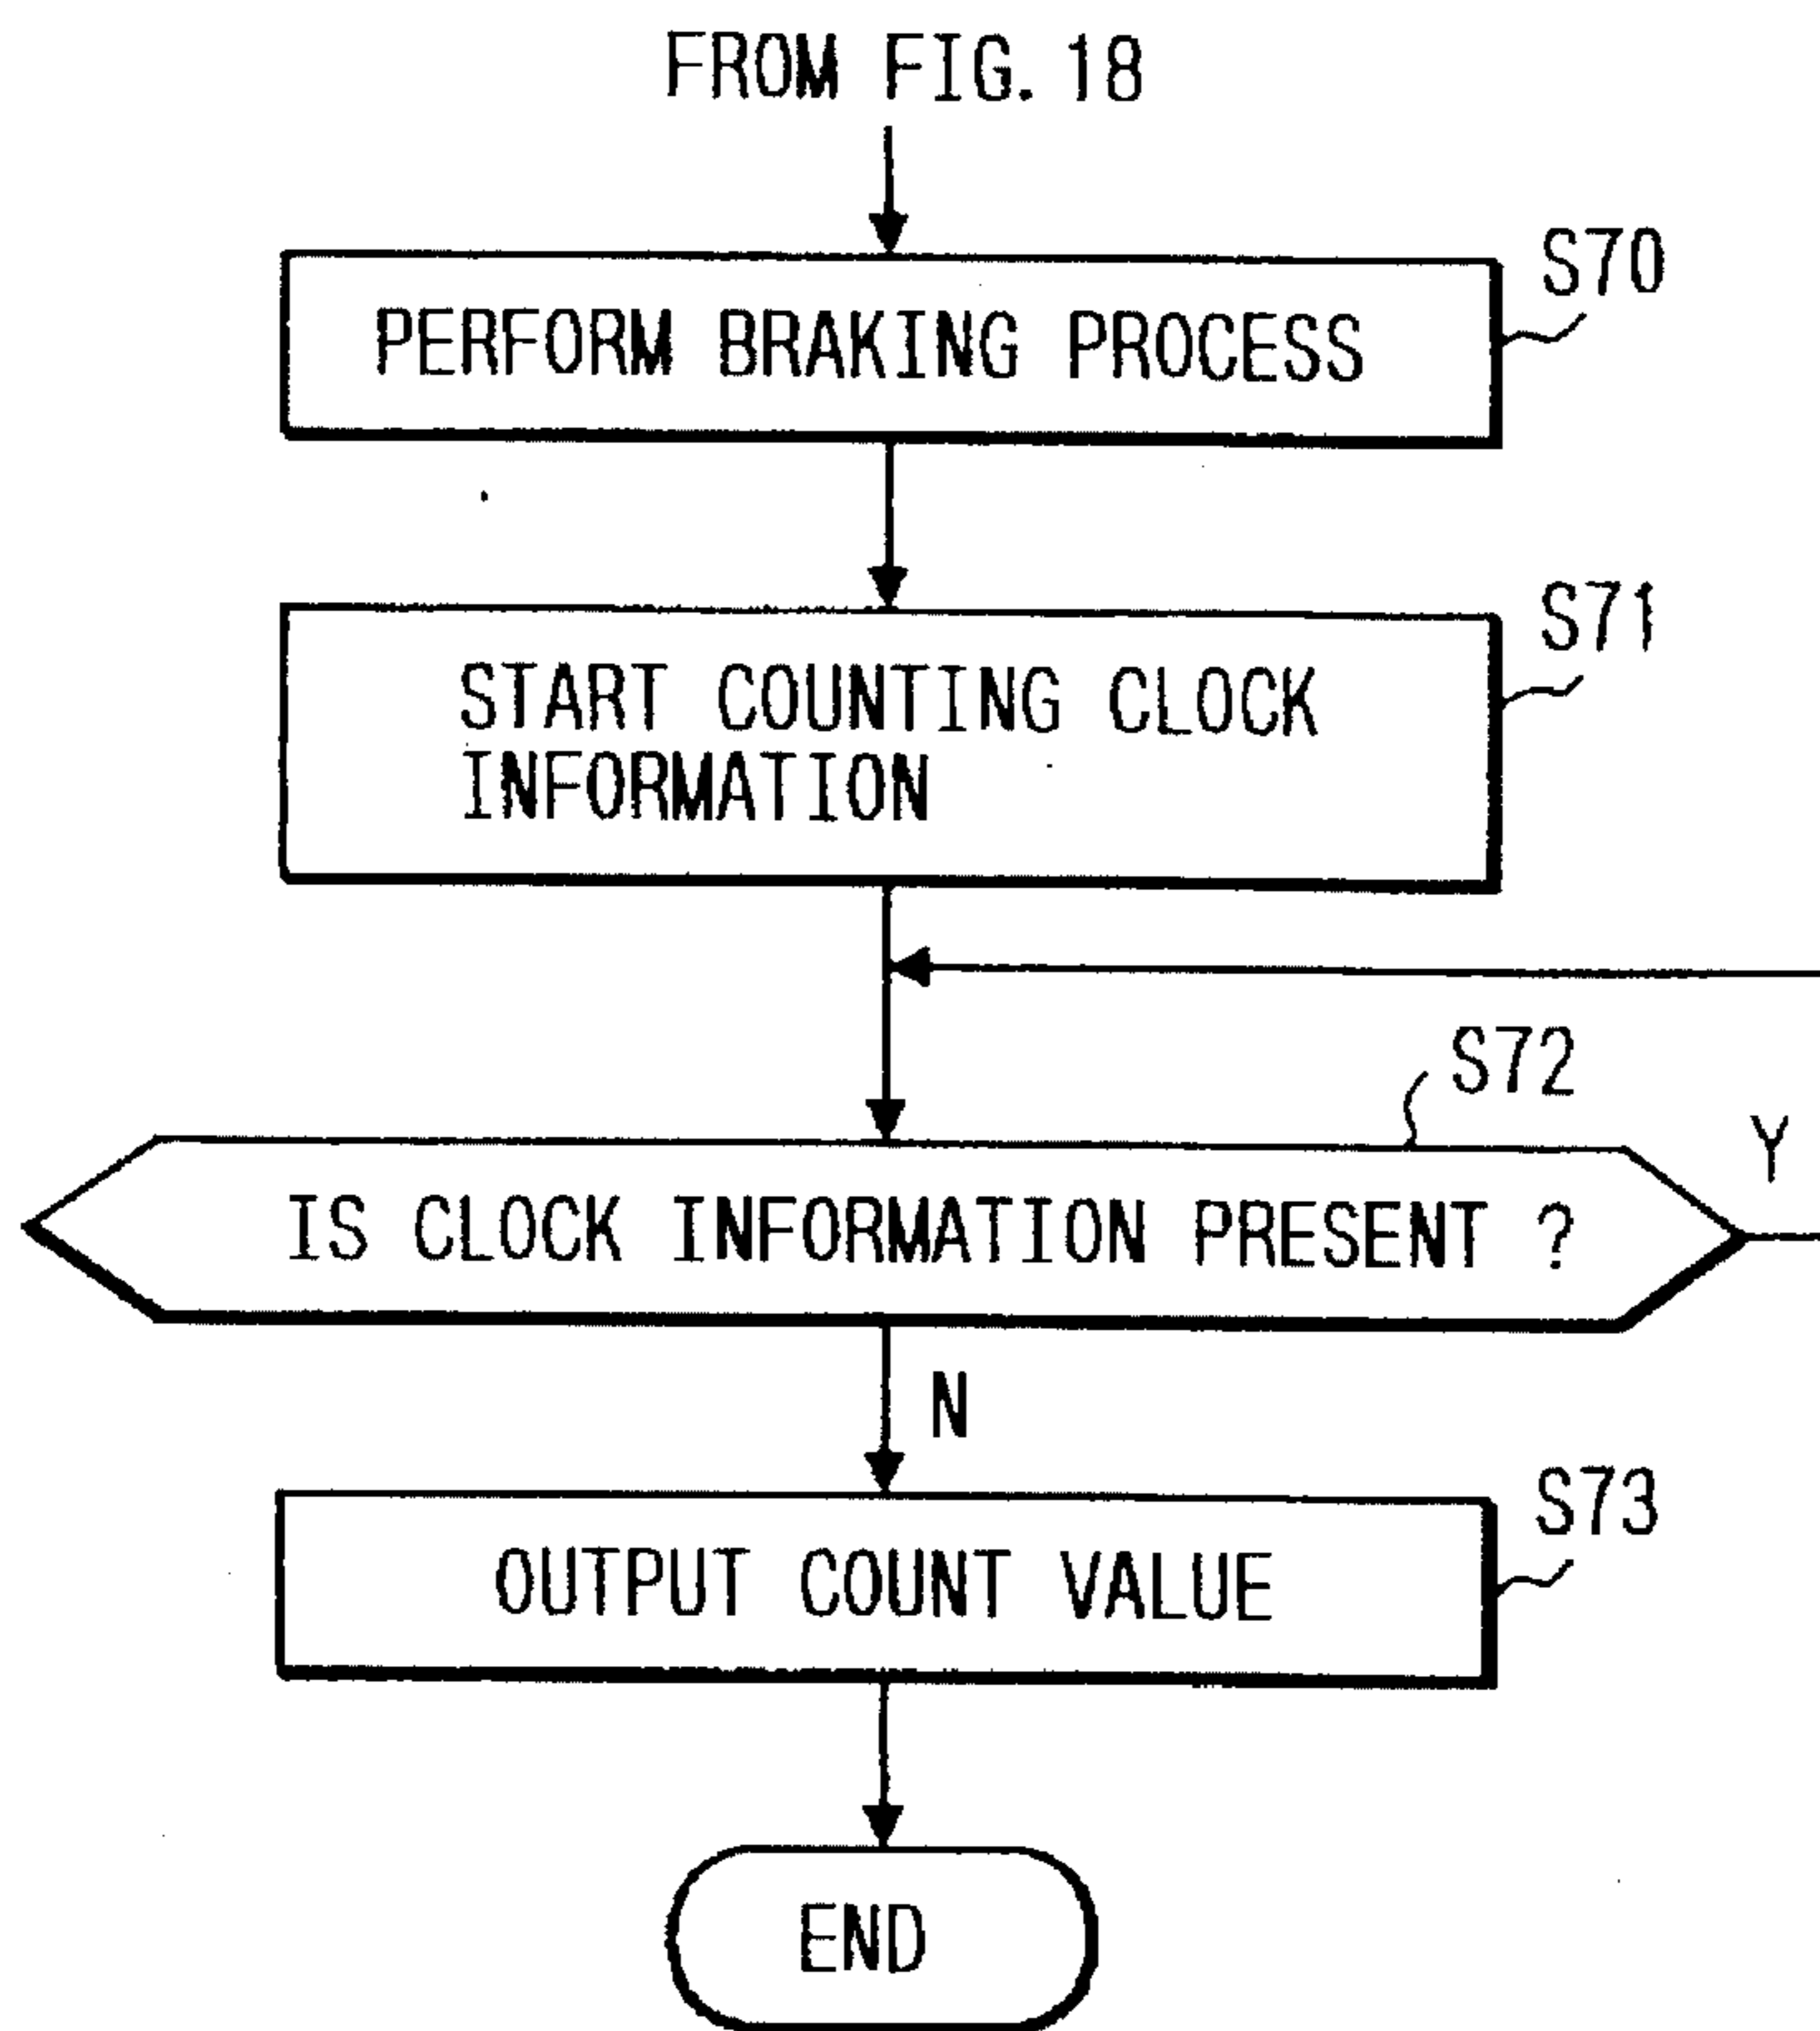 FROM FIG. 18
S70
PERFORM BRAKING PROCESS
S71
START COUNTING CLOCK
INFORMATION
S72
Y
IS CLOCK INFORMATION PRESENT ?
N
S73
OUTPUT COUNT VALUE
END